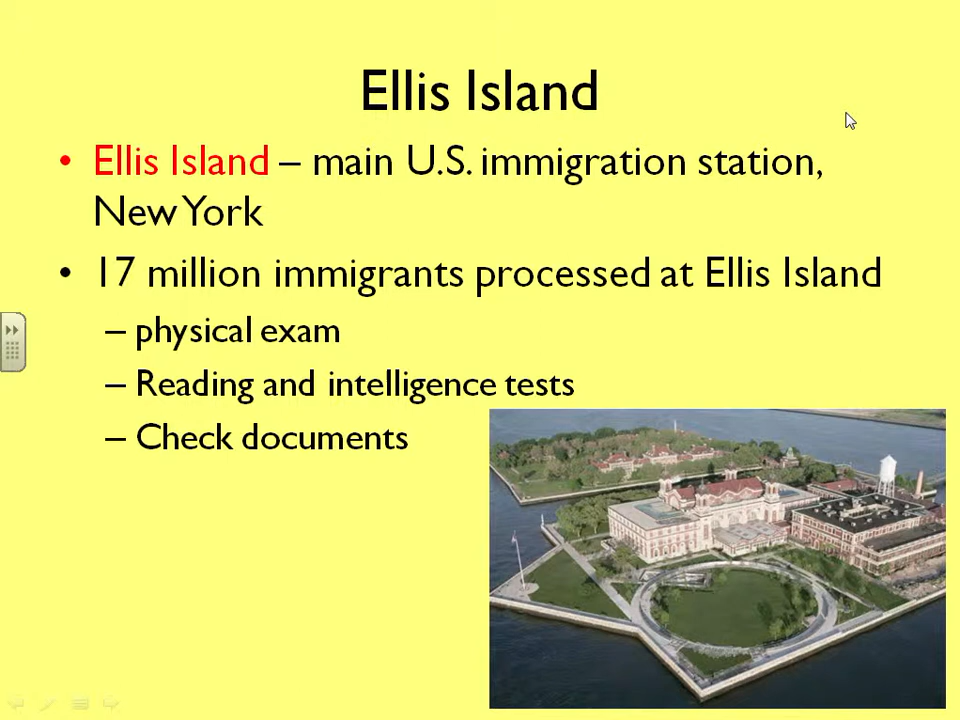 Ellis Island
• Ellis Island – main U.S. immigration station,
New York
• 17 million immigrants processed at Ellis Island
– physical exam
– Reading and intelligence tests
– Check documents